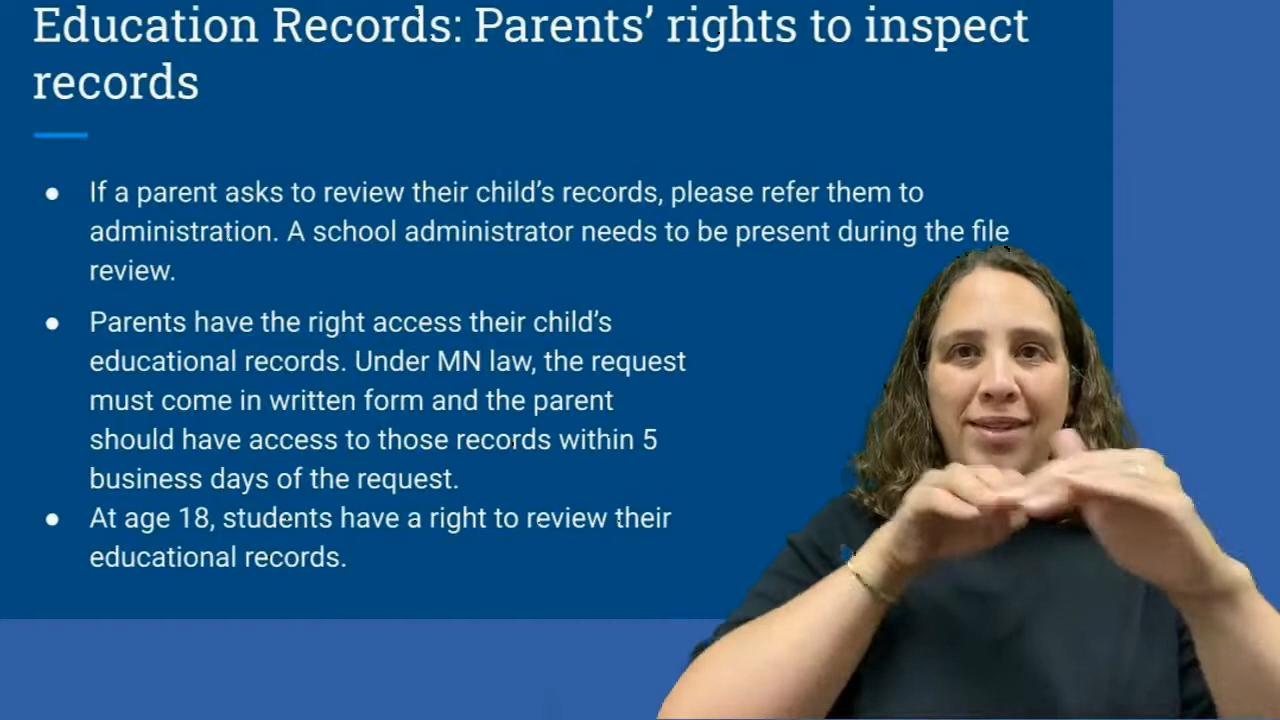 Education Records: Parents’ rights to inspect
records
● If a parent asks to review their child’s records, please refer them to
administration. A school administrator needs to be present during the file
review.
● Parents have the right access their child’s
educational records. Under MN law, the request
must come in written form and the parent
should have access to those records within 5
business days of the request.
● At age 18, students have a right to review their
educational records.